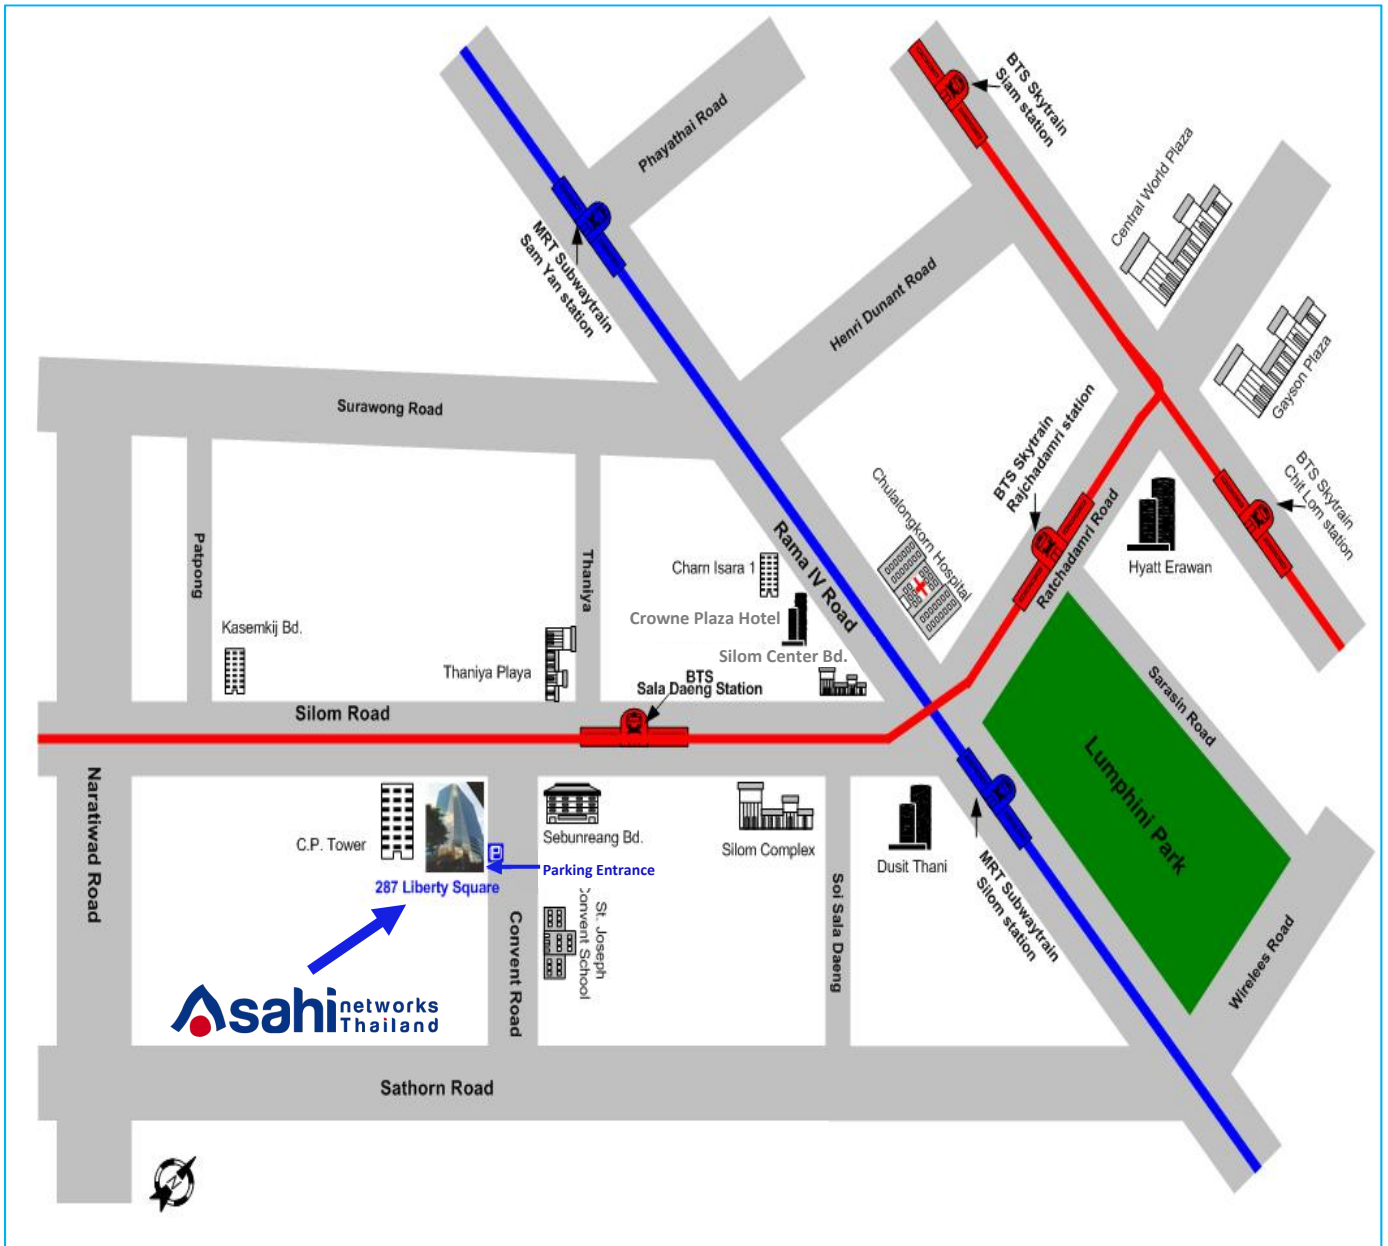 BTS Skytrain
Siam station
Phayathai Road
Central World Plaza
MRT Subwaytrain
Sam Yan station
Henri Dunant Road
Gayson Plaza
Surawong Road
BTS Skytrain
Rajchadamri station
BTS Skytrain
Chit Lom station
Chulalongkorn Hospital
Rama IV Road
Ratchadamri Road
Hyatt Erawan
Patpong
Thaniya
Charn Isara 1
Crowne Plaza Hotel
Kasemkij Bd.
Silom Center Bd.
Thaniya Playa
BTS
Sala Daeng Station
Sarasin Road
Silom Road
Lumphini Park
Naratiwad Road
C.P. Tower
Sebunreang Bd.
Silom Complex
Dusit Thani
P
Parking Entrance
287 Liberty Square
MRT Subwaytrain
Silom station
Soi Sala Daeng
St. Joseph
Convent School
Convent Road
Wirelees Road
Asahi networks
Thailand
Sathorn Road
N